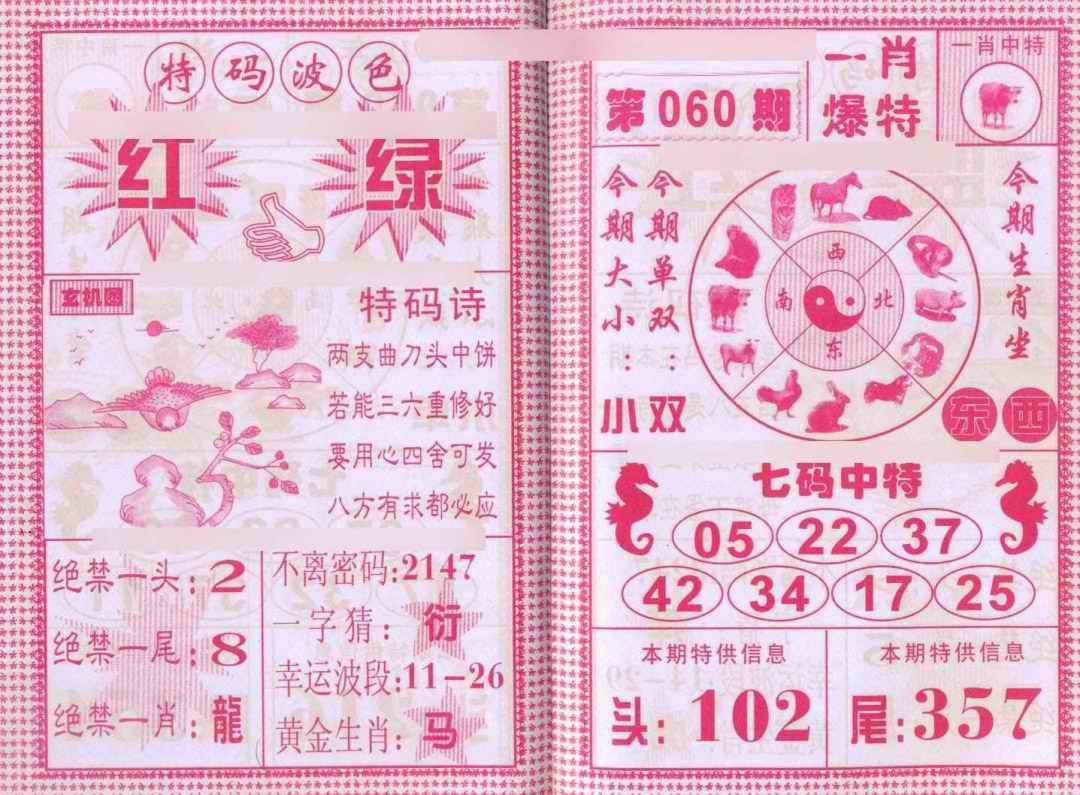 特码波色
红 绿
玄机图
特码诗
两支曲刀头中饼
若能三六重修好
要用心四舍可发
八方有求都必应
绝禁一头:2
绝禁一尾:8
绝禁一肖:龍
不离密码:2147
一字猜:衍
幸运波段:11-26
黄金生肖:马
第060期
一肖
爆特
一肖中特
今期大小:小
今期单双:双
西
南 北
东
今期生肖坐
东西
七码中特
05 22 37
42 34 17 25
本期特供信息
头:102
本期特供信息
尾:357